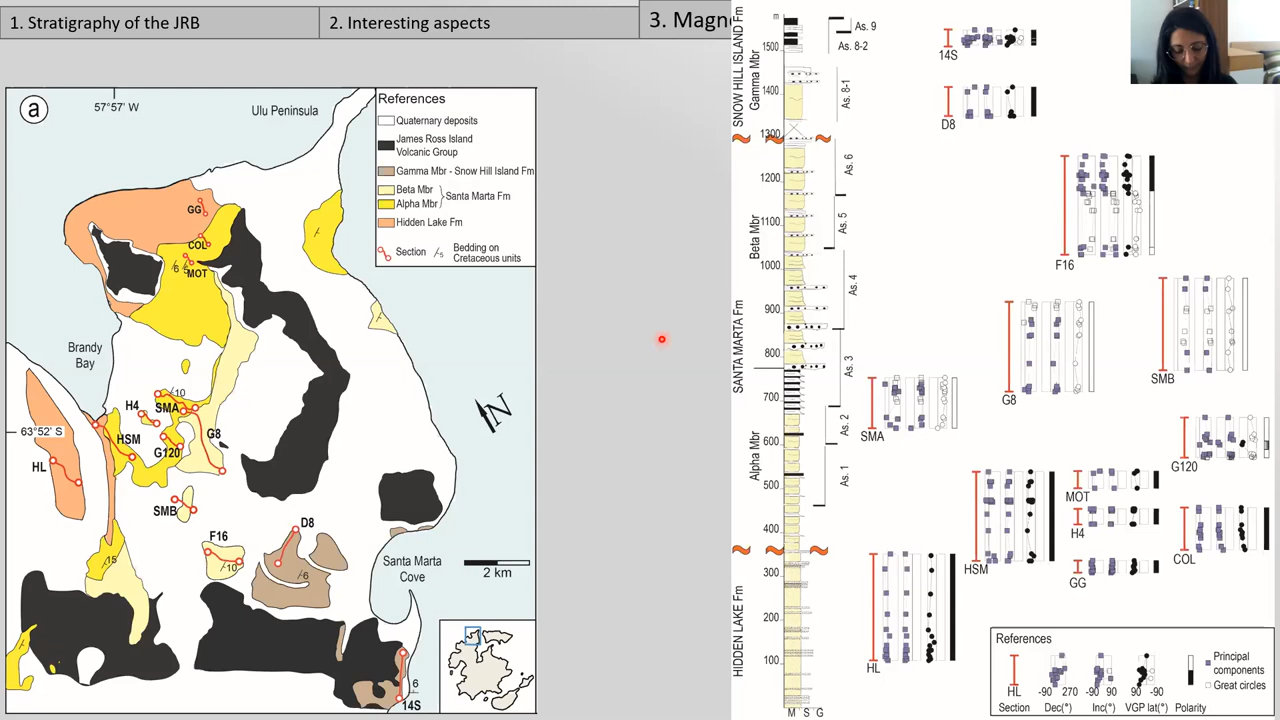 1. Stratigraphy of the JRB
2. Interesting aspects
3. Magn
a
57°57' W
Ulu Peninsula
References
Quaternary deposits
James Ross Island
Volcanic Group
Gamma Mbr - Snow Hill Island Fm
Beta Mbr
Alpha Mbr
Santa Marta Fm
Hidden Lake Fm
Section
5
Bedding on
Cretaceous units
GG
COL
6
MOT
Brandy
Bay
H4
SMA
10
63°52' S
HSM
G8
G120
HL
SMB
F16
D8
5
10
6
N
2 km
Santa Marta
Cove
6
14S
SNOW HILL ISLAND Fm
Gamma Mbr
SANTA MARTA FM
Beta Mbr
Alpha Mbr
HIDDEN LAKE Fm
m
1500
1400
1300
1200
1100
1000
900
800
700
600
500
400
300
200
100
M S G
As. 9
As. 8-2
As. 8-1
As. 6
As. 5
As. 4
As. 3
As. 2
As. 1
14S
D8
F16
SMB
G8
SMA
G120
MOT
H4
HSM
COL
GG
HL
References
Principal
components
Great circles
HL
-90 270
-90 90
90 -90
Section
Dec(°)
Inc(°)
VGP lat(°)
Polarity